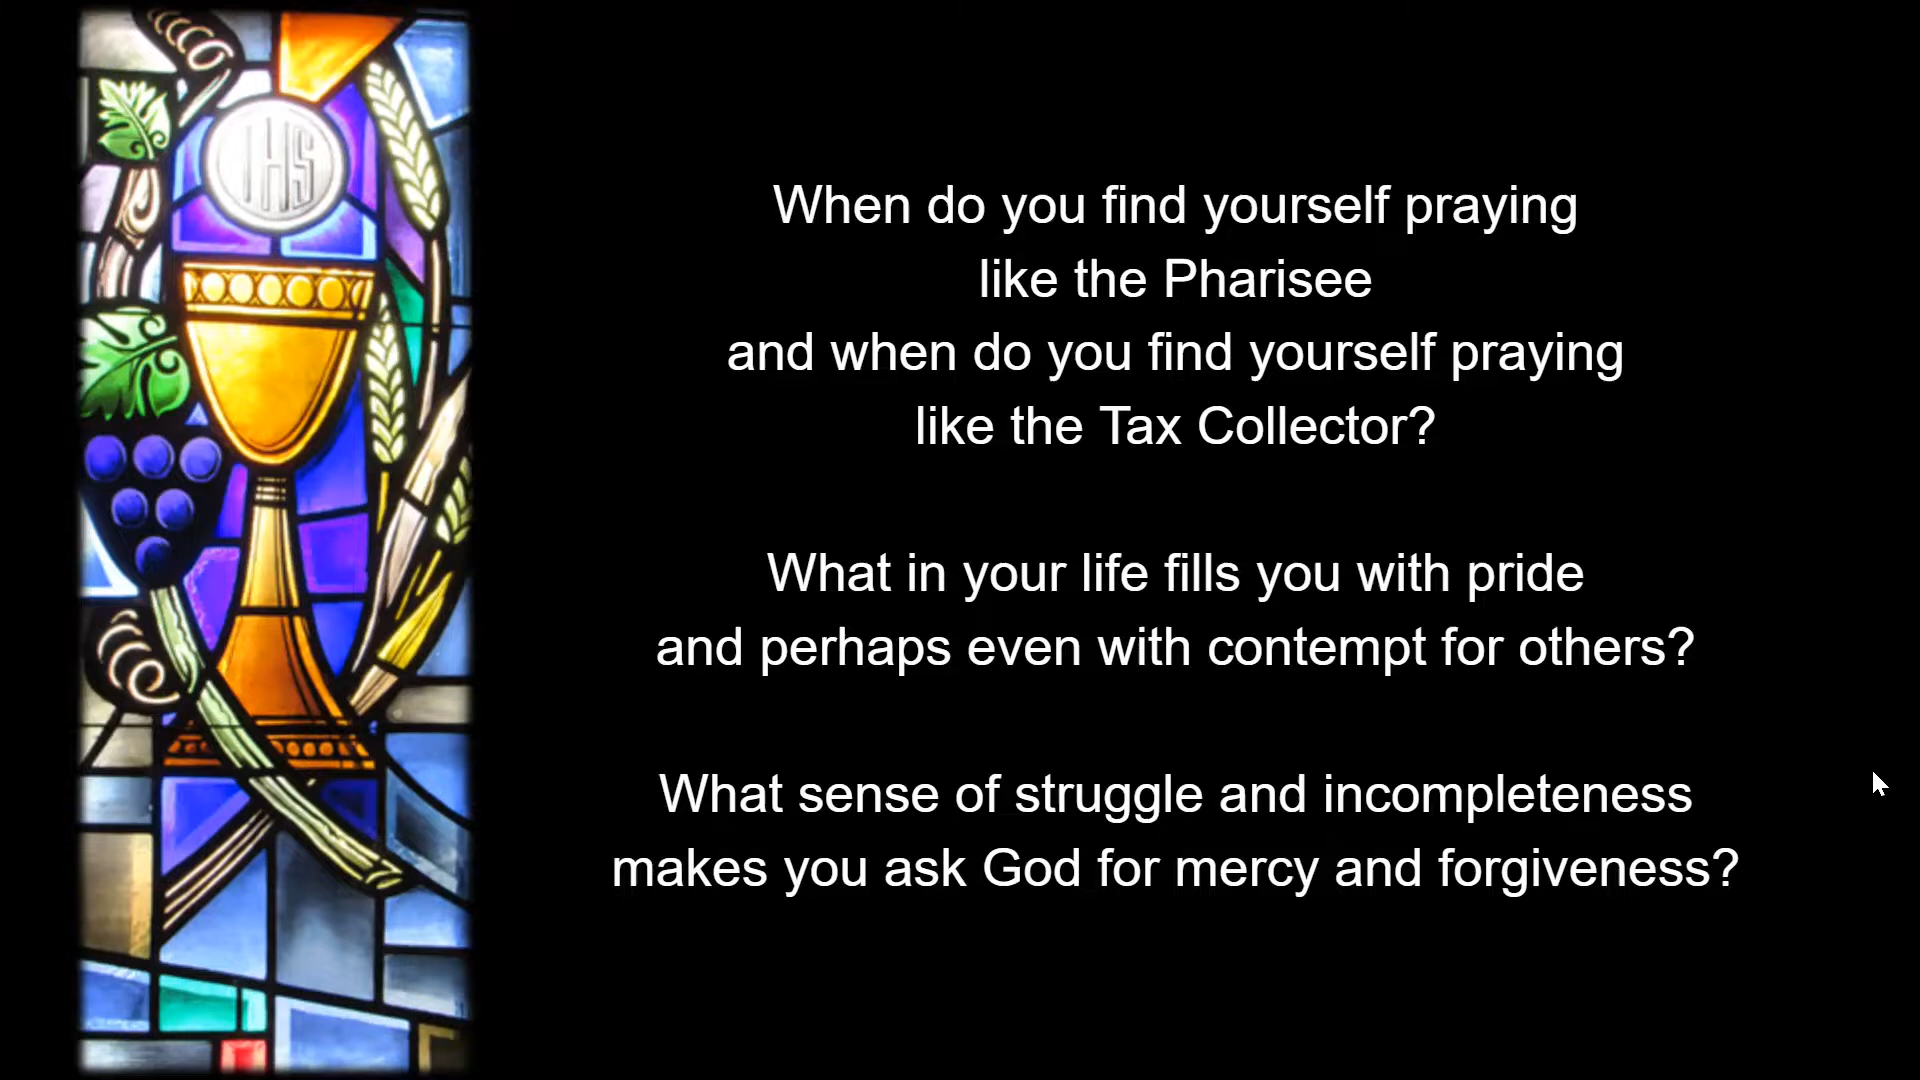 IHS
When do you find yourself praying
like the Pharisee
and when do you find yourself praying
like the Tax Collector?
What in your life fills you with pride
and perhaps even with contempt for others?
What sense of struggle and incompleteness
makes you ask God for mercy and forgiveness?